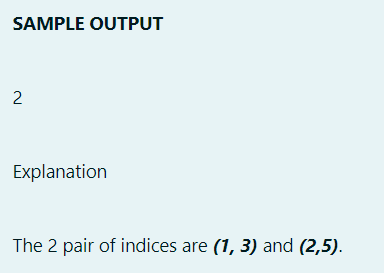 SAMPLE OUTPUT
2
Explanation
The 2 pair of indices are (1, 3) and (2,5).